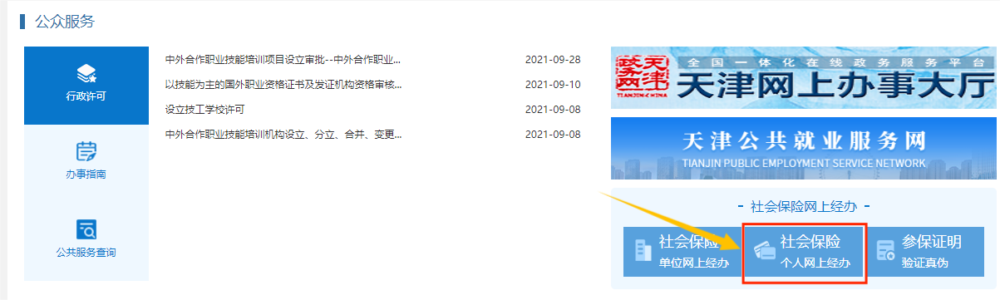 公众服务
行政许可
办事指南
公共服务查询
中外合作职业技能培训项目设立审批--中外合作职业... 2021-09-28
以技能为主的国外职业资格证书及发证机构资格审核... 2021-09-10
设立技工学校许可 2021-09-08
中外合作职业技能培训机构设立、分立、合并、变更... 2021-09-08
天津政务网
TIANJIN-CHINA
全国一体化在线政务服务平台
天津网上办事大厅
天津公共就业服务网
TIANJIN PUBLIC EMPLOYMENT SERVICE NETWORK
- 社会保险网上经办 -
社会保险
单位网上经办
社会保险
个人网上经办
参保证明
验证真伪